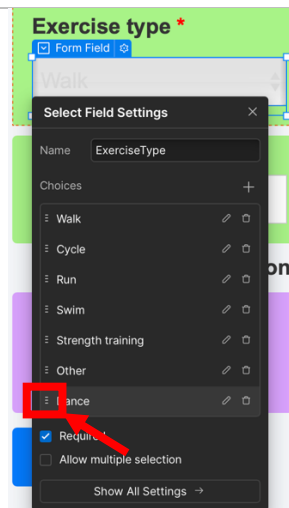 Exercise type *
Form Field
Walk
Select Field Settings
Name ExerciseType
Choices
Walk
Cycle
Run
Swim
Strength training
Other
Dance
Required
Allow multiple selection
Show All Settings →
on